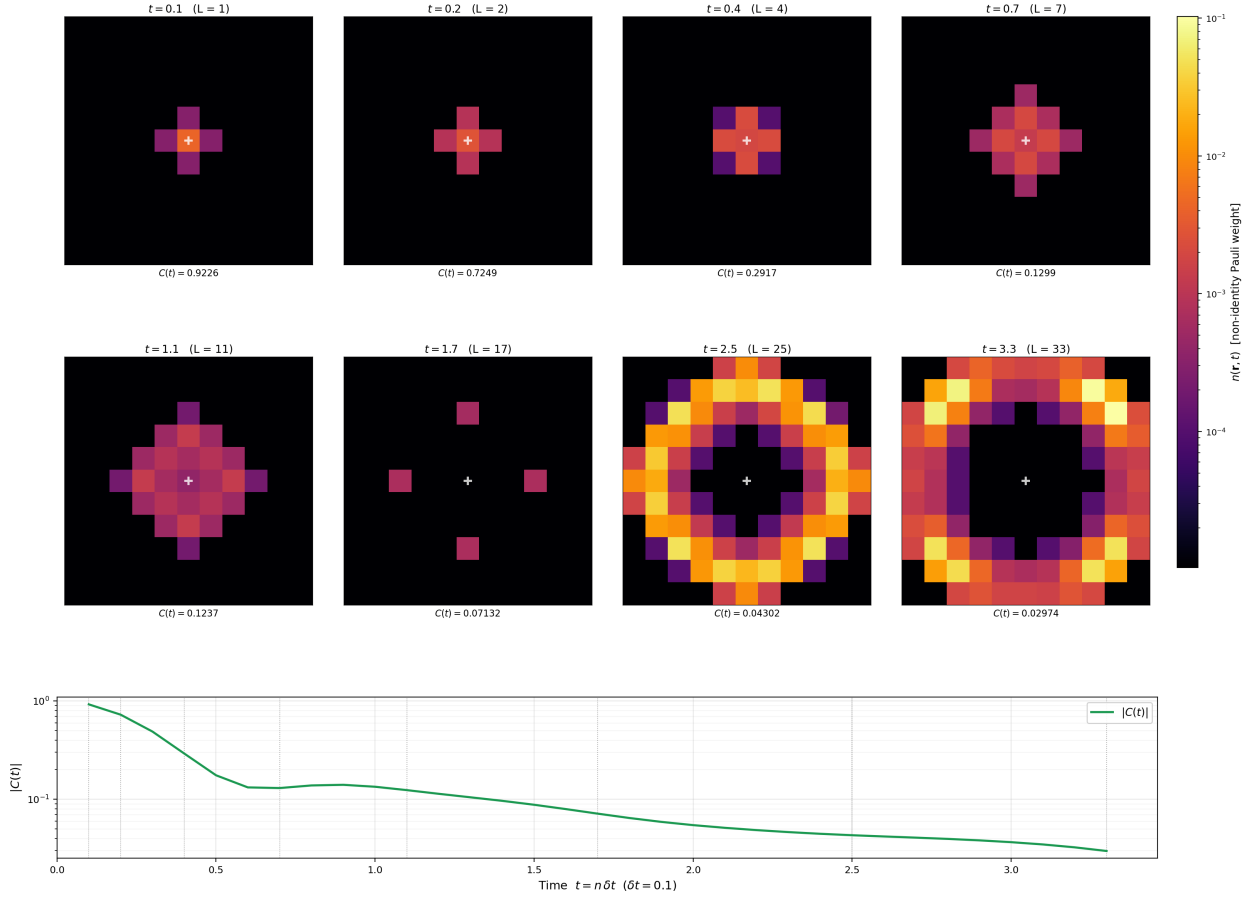 t = 0.1 (L = 1)
t = 0.2 (L = 2)
t = 0.4 (L = 4)
t = 0.7 (L = 7)
C(t) = 0.9226
C(t) = 0.7249
C(t) = 0.2917
C(t) = 0.1299
t = 1.1 (L = 11)
t = 1.7 (L = 17)
t = 2.5 (L = 25)
t = 3.3 (L = 33)
C(t) = 0.1237
C(t) = 0.07132
C(t) = 0.04302
C(t) = 0.02974
10⁻¹
10⁻²
10⁻³
10⁻⁴
n(r, t) [non-identity Pauli weight]
|C(t)|
10⁰
10⁻¹
|C(t)|
0.0
0.5
1.0
1.5
2.0
2.5
3.0
Time t = n δt (δt = 0.1)